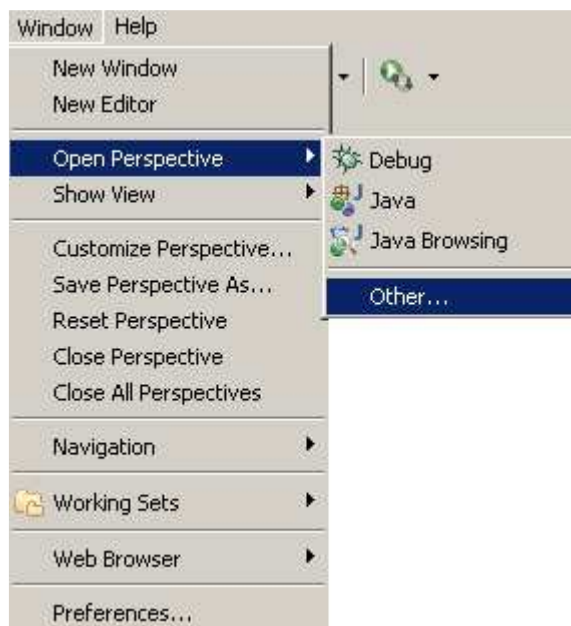 Window Help
New Window
New Editor
Open Perspective
Show View
Customize Perspective...
Save Perspective As...
Reset Perspective
Close Perspective
Close All Perspectives
Navigation
Working Sets
Web Browser
Preferences...
Debug
Java
Java Browsing
Other...